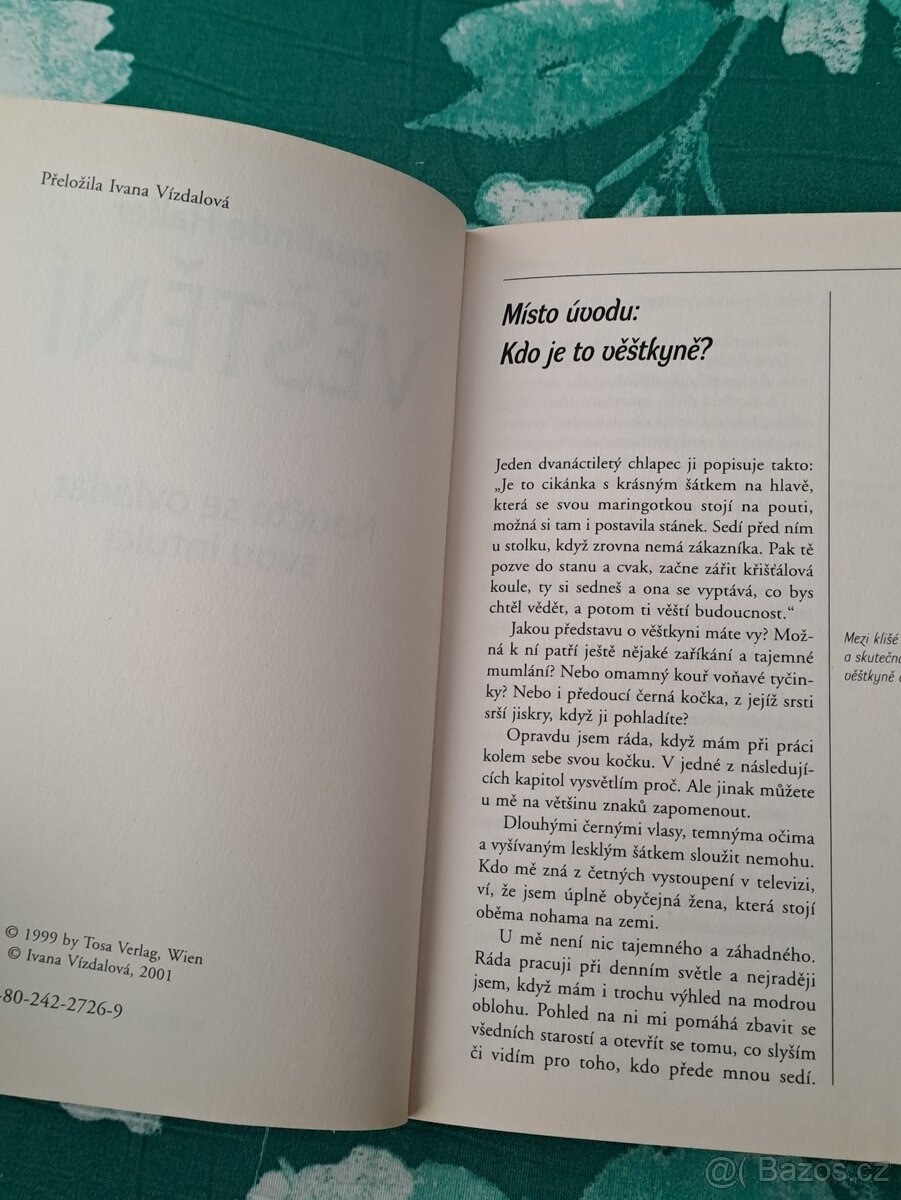 Přeložila Ivana Vízdalová
VĚŠTĚNÍ
© 1999 by Tosa Verlag, Wien
© Ivana Vízdalová, 2001
-80-242-2726-9
Místo úvodu:
Kdo je to věštkyně?
Jeden dvanáctiletý chlapec ji popisuje takto:
„Je to cikánka s krásným šátkem na hlavě,
která se svou maringotkou stojí na pouti,
možná si tam i postavila stánek. Sedí před ním
u stolku, když zrovna nemá zákazníka. Pak tě
pozve do stanu a cvak, začne zářit křišťálová
koule, ty si sedneš a ona se vyptává, co bys
chtěl vědět, a potom ti věští budoucnost.“
Jakou představu o věštkyni máte vy? Mož-
ná k ní patří ještě nějaké zaříkání a tajemné
mumlání? Nebo omamný kouř voňavé tyčin-
ky? Nebo i předoucí černá kočka, z jejíž srsti
srší jiskry, když ji pohladíte?
Opravdu jsem ráda, když mám při práci
kolem sebe svou kočku. V jedné z následují-
cích kapitol vysvětlím proč. Ale jinak můžete
u mě na většinu znaků zapomenout.
Dlouhými černými vlasy, temnýma očima
a vyšívaným lesklým šátkem sloužit nemohu.
Kdo mě zná z četných vystoupení v televizi,
ví, že jsem úplně obyčejná žena, která stojí
oběma nohama na zemi.
U mě není nic tajemného a záhadného.
Ráda pracuji při denním světle a nejraději
jsem, když mám i trochu výhled na modrou
oblohu. Pohled na ni mi pomáhá zbavit se
všedních starostí a otevřít se tomu, co slyším
či vidím pro toho, kdo přede mnou sedí.
Mezi klišé
a skutečno
věštkyně
@( Bazos.cz